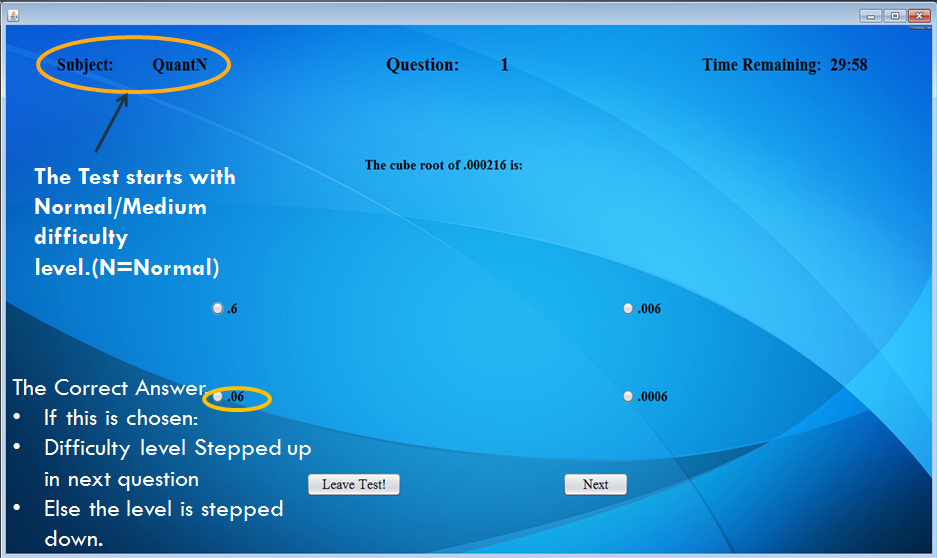 Subject: QuantN
Question: 1
Time Remaining: 29:58
The cube root of .000216 is:
The Test starts with
Normal/Medium
difficulty
level.(N=Normal)
.6
.006
The Correct Answer
.06
.0006
• If this is chosen:
• Difficulty level Stepped up
in next question
• Else the level is stepped
down.
Leave Test!
Next